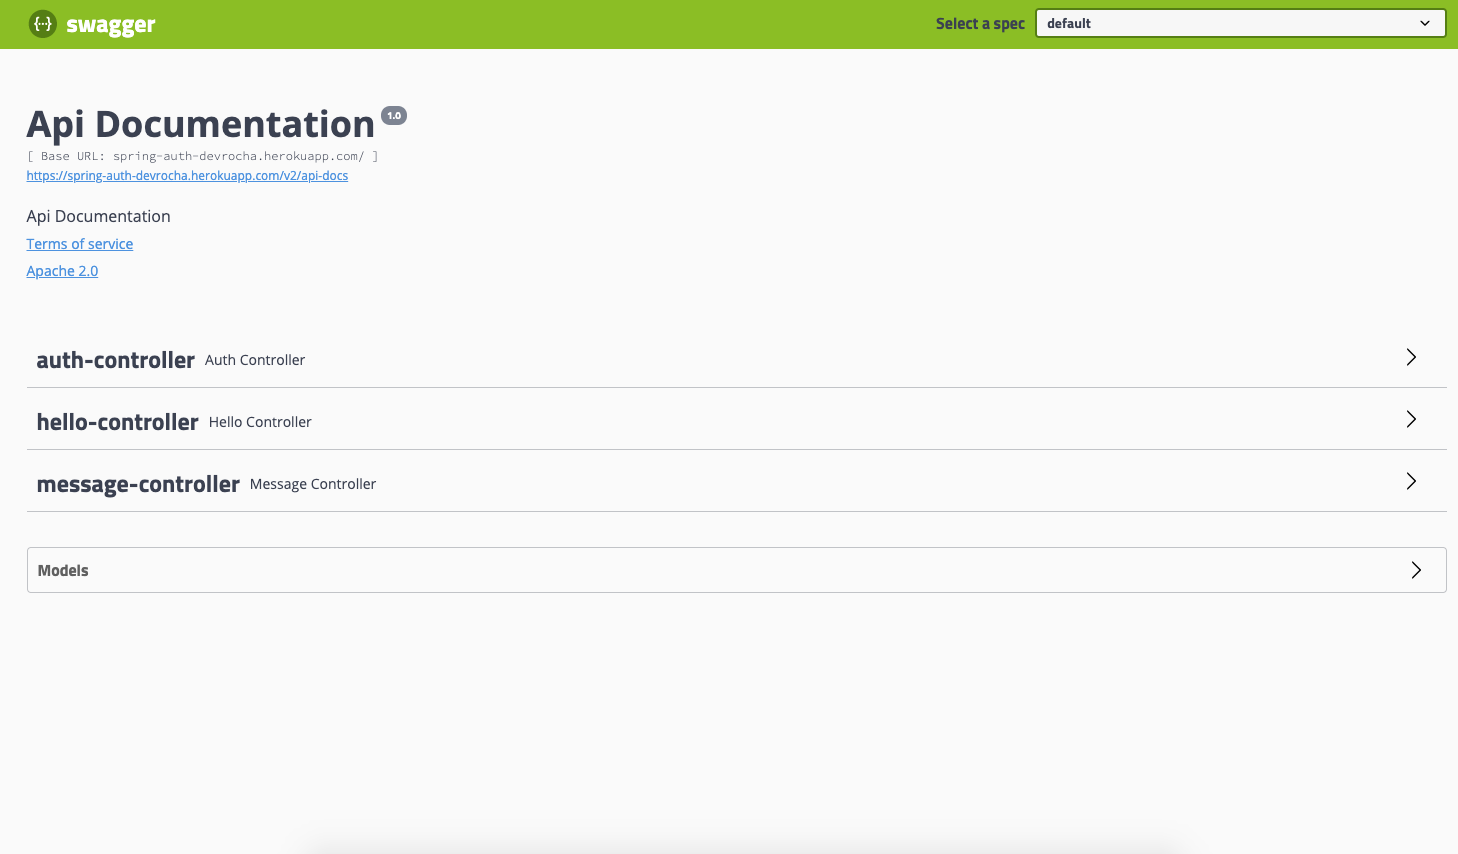 {···} swagger Select a spec default
Api Documentation 1.0
[ Base URL: spring-auth-devrocha.herokuapp.com/ ]
https://spring-auth-devrocha.herokuapp.com/v2/api-docs
Api Documentation
Terms of service
Apache 2.0
auth-controller Auth Controller
hello-controller Hello Controller
message-controller Message Controller
Models